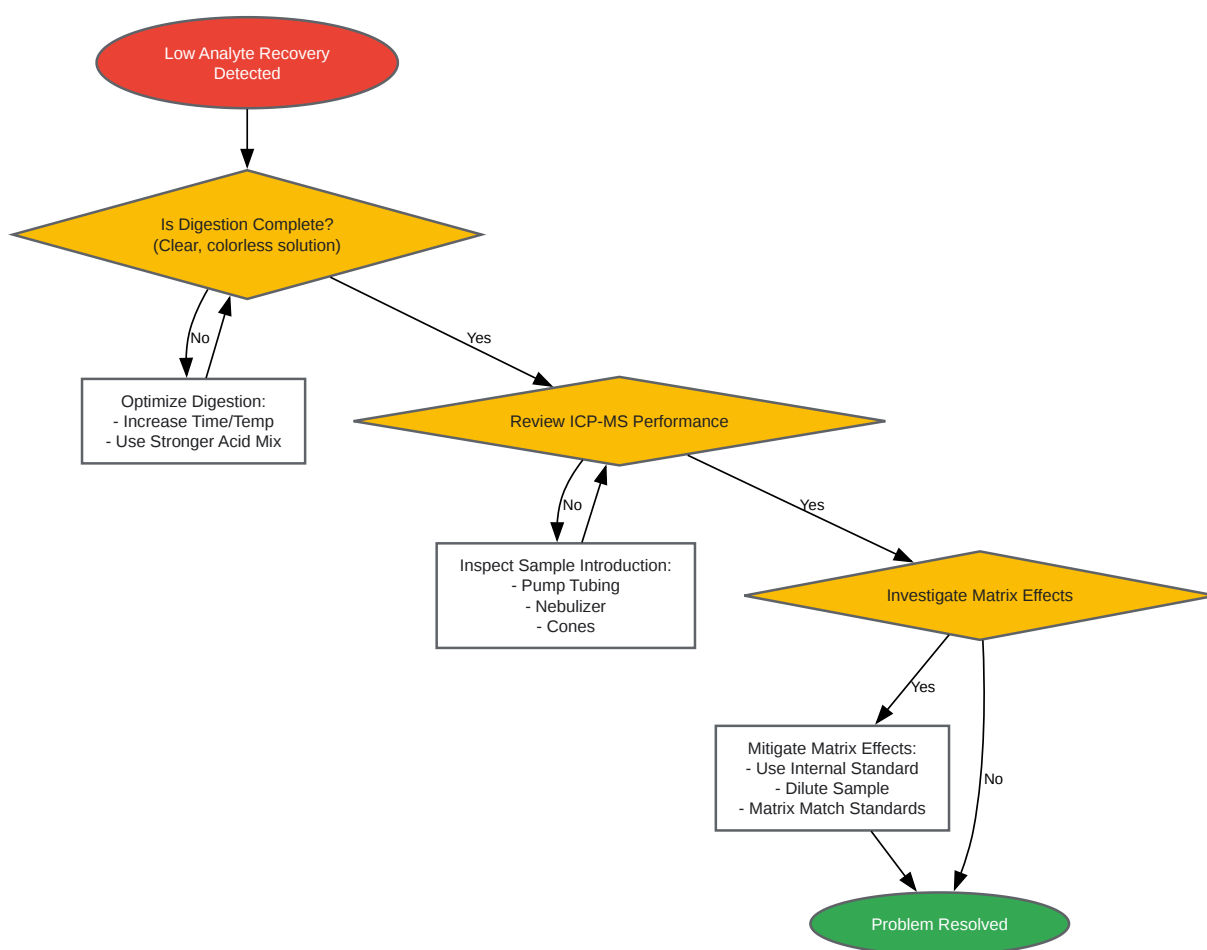 Low Analyte Recovery
Detected
Is Digestion Complete?
(Clear, colorless solution)
No
Yes
Optimize Digestion:
- Increase Time/Temp
- Use Stronger Acid Mix
Review ICP-MS Performance
No
Yes
Inspect Sample Introduction:
- Pump Tubing
- Nebulizer
- Cones
Investigate Matrix Effects
Yes
No
Mitigate Matrix Effects:
- Use Internal Standard
- Dilute Sample
- Matrix Match Standards
Problem Resolved